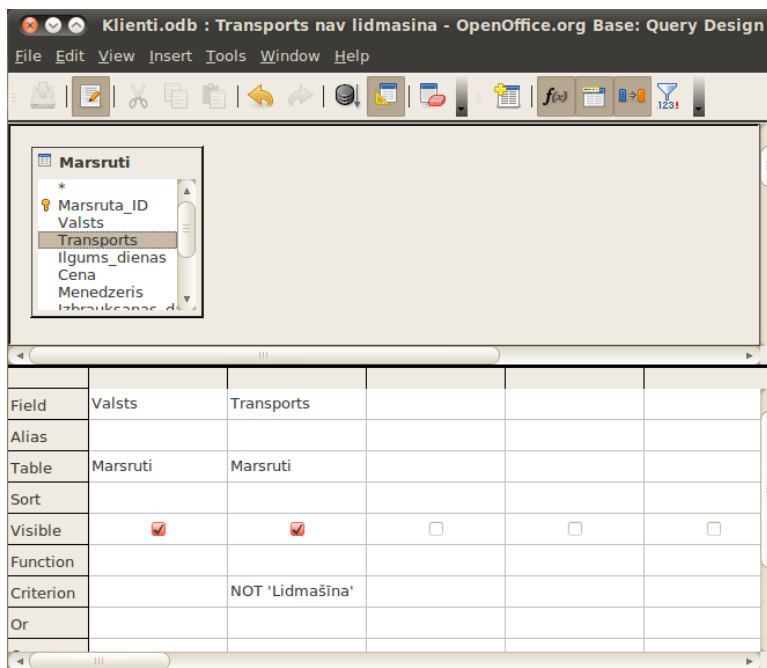 Klienti.odb : Transports nav lidmasina - OpenOffice.org Base: Query Design
File Edit View Insert Tools Window Help
f(x) 123!
Marsruti
*
Marsruta_ID
Valsts
Transports
Ilgums_dienas
Cena
Menedzeris
Izbrauksanas_d
Field Valsts Transports
Alias
Table Marsruti Marsruti
Sort
Visible
Function
Criterion NOT 'Lidmašīna'
Or